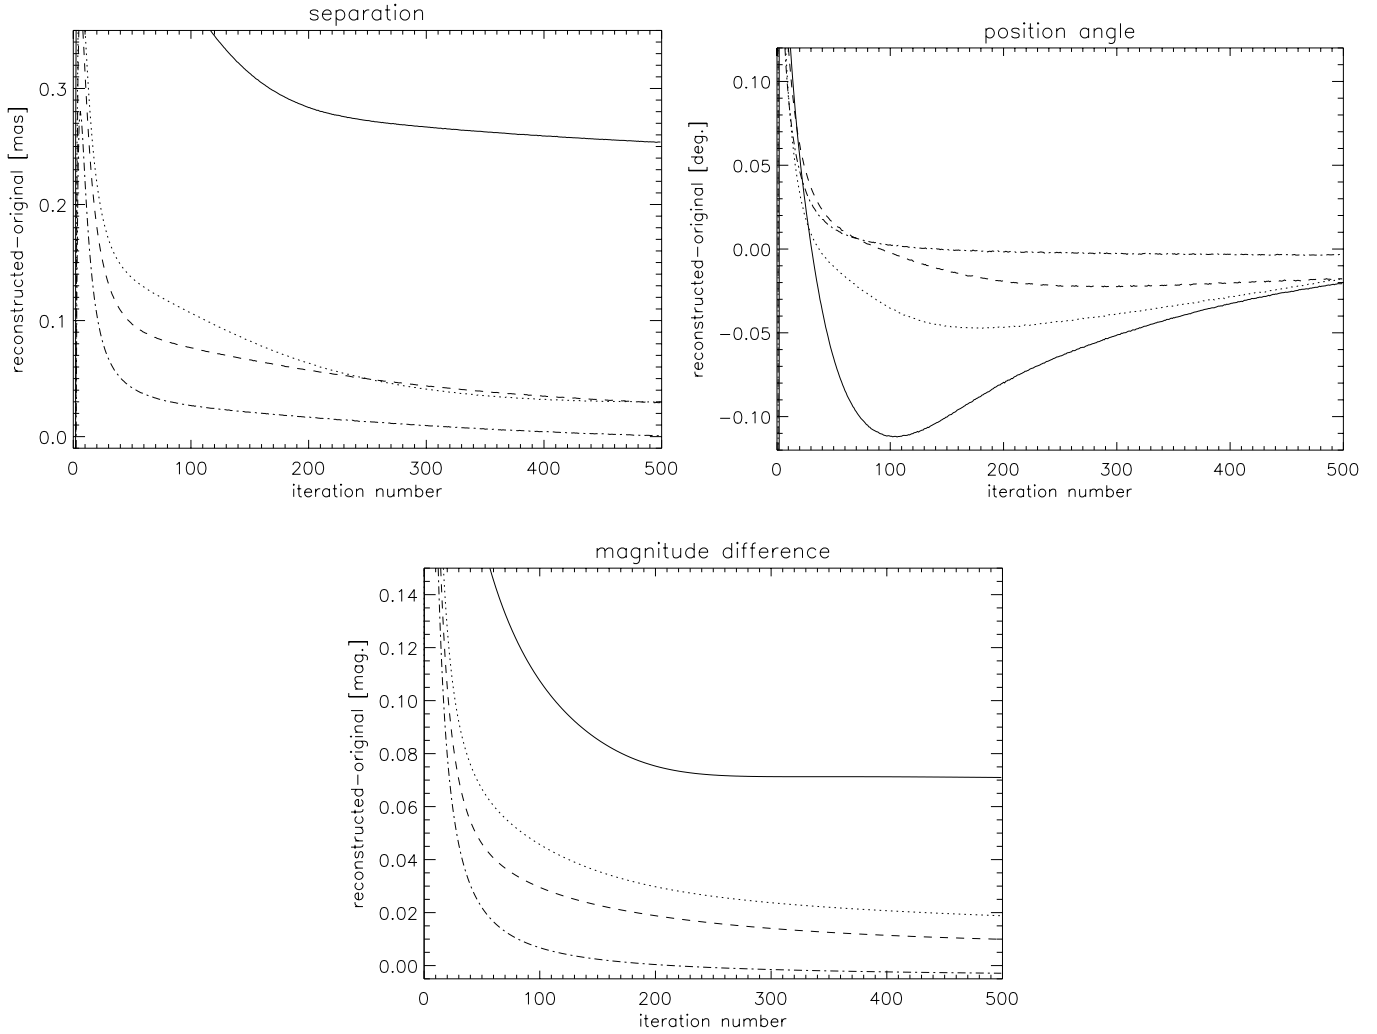 separation
reconstructed-original [mas]
0.3
0.2
0.1
0.0
0 100 200 300 400 500
iteration number
position angle
reconstructed-original [deg.]
0.10
0.05
0.00
-0.05
-0.10
0 100 200 300 400 500
iteration number
magnitude difference
reconstructed-original [mag.]
0.14
0.12
0.10
0.08
0.06
0.04
0.02
0.00
0 100 200 300 400 500
iteration number